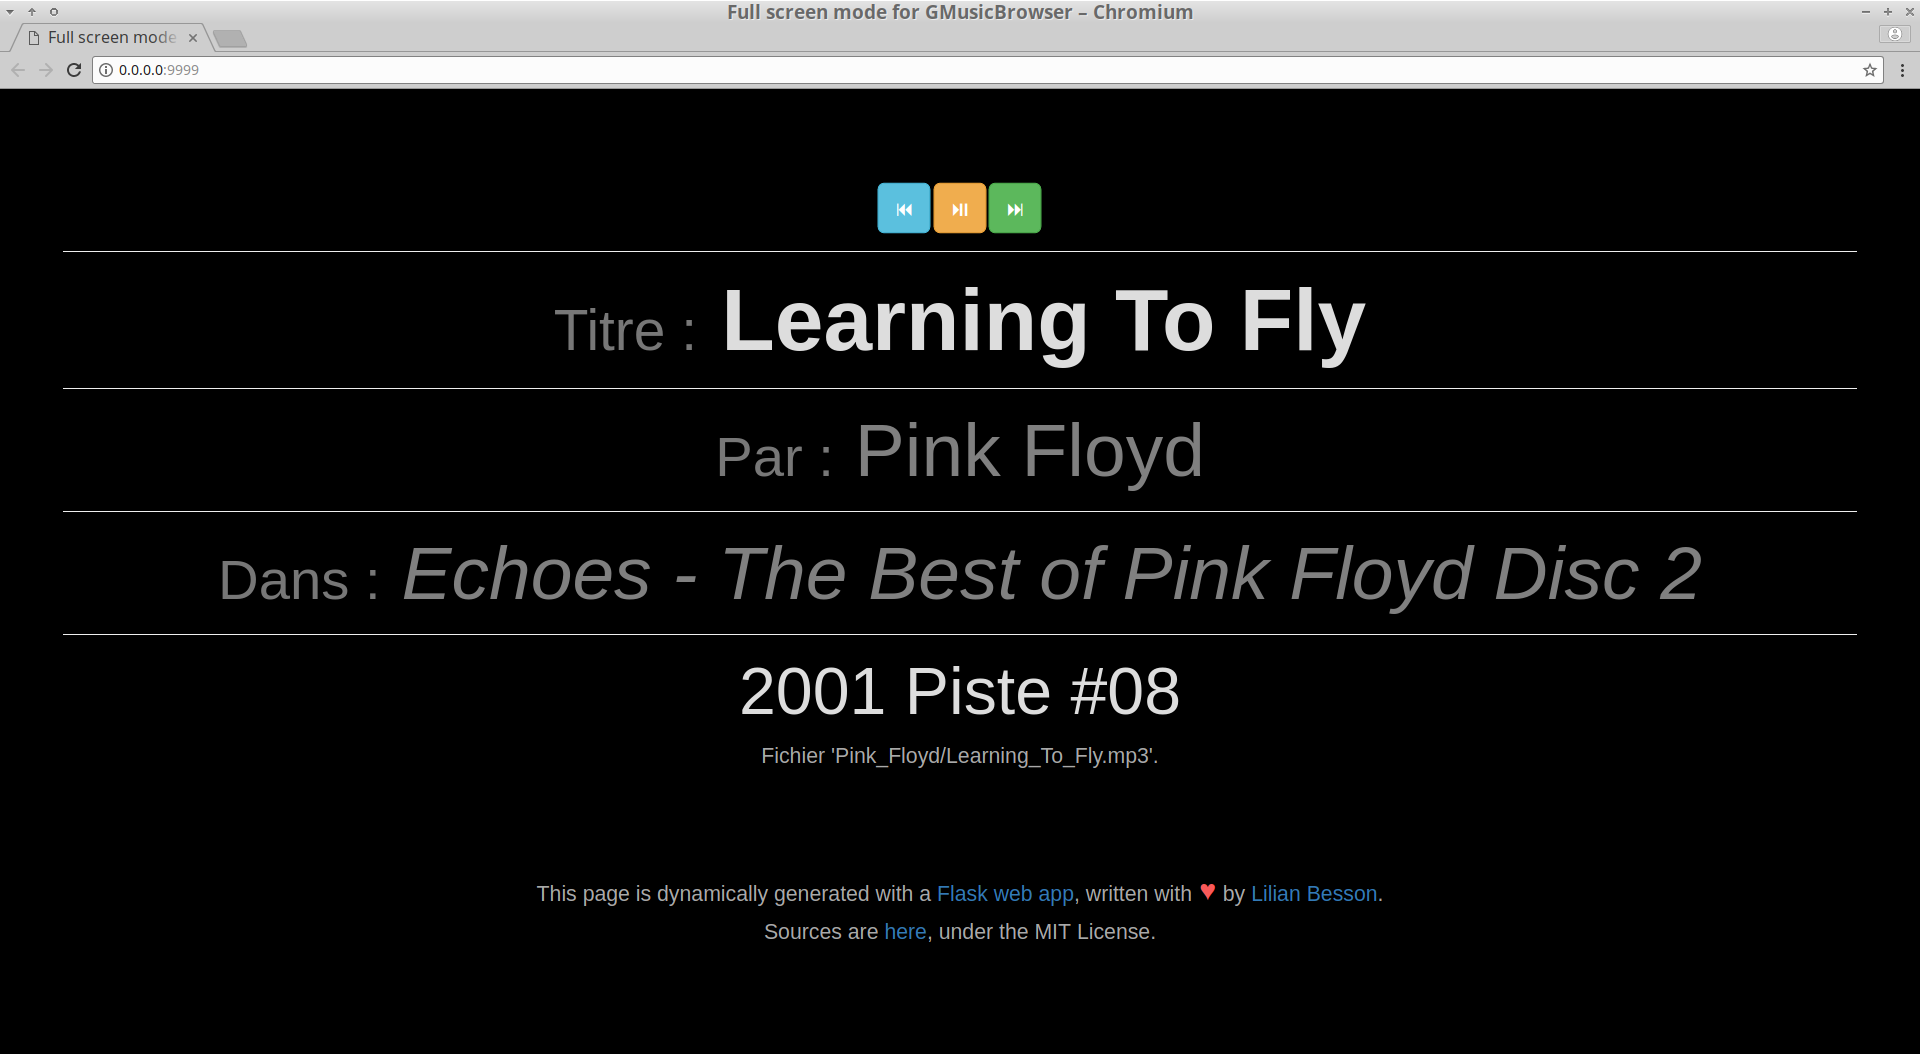 Full screen mode for GMusicBrowser – Chromium
Full screen mode
0.0.0.0:9999
Titre : Learning To Fly
Par : Pink Floyd
Dans : Echoes - The Best of Pink Floyd Disc 2
2001 Piste #08
Fichier 'Pink_Floyd/Learning_To_Fly.mp3'.
This page is dynamically generated with a Flask web app, written with ♥ by Lilian Besson.
Sources are here, under the MIT License.